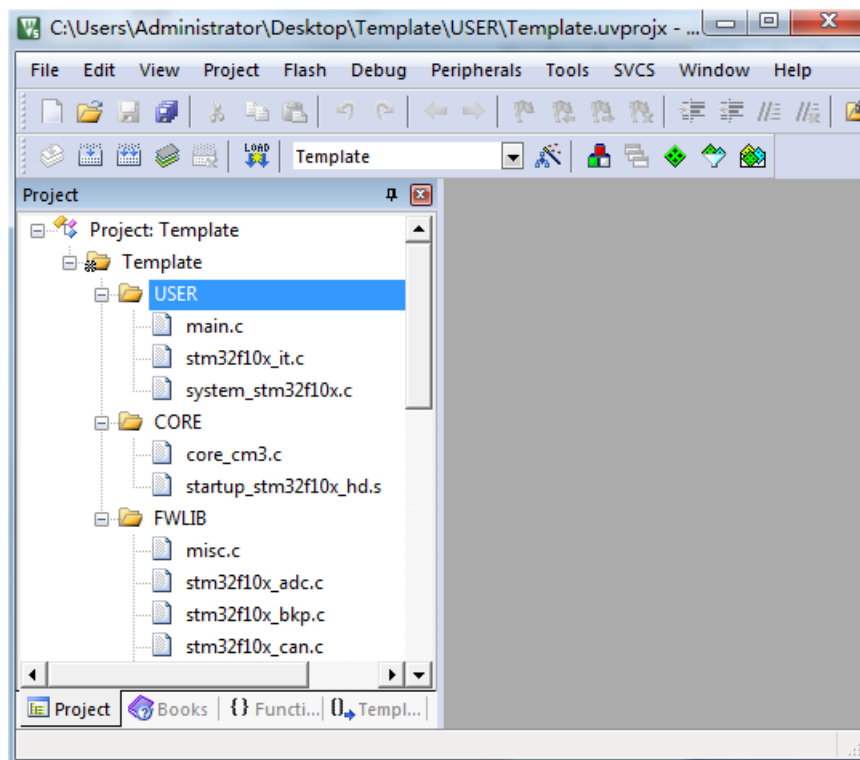 C:\Users\Administrator\Desktop\Template\USER\Template.uvprojx - ...
File Edit View Project Flash Debug Peripherals Tools SVCS Window Help
LOAD Template
Project
Project: Template
Template
USER
main.c
stm32f10x_it.c
system_stm32f10x.c
CORE
core_cm3.c
startup_stm32f10x_hd.s
FWLIB
misc.c
stm32f10x_adc.c
stm32f10x_bkp.c
stm32f10x_can.c
Project Books {} Functi... 0 Templ...